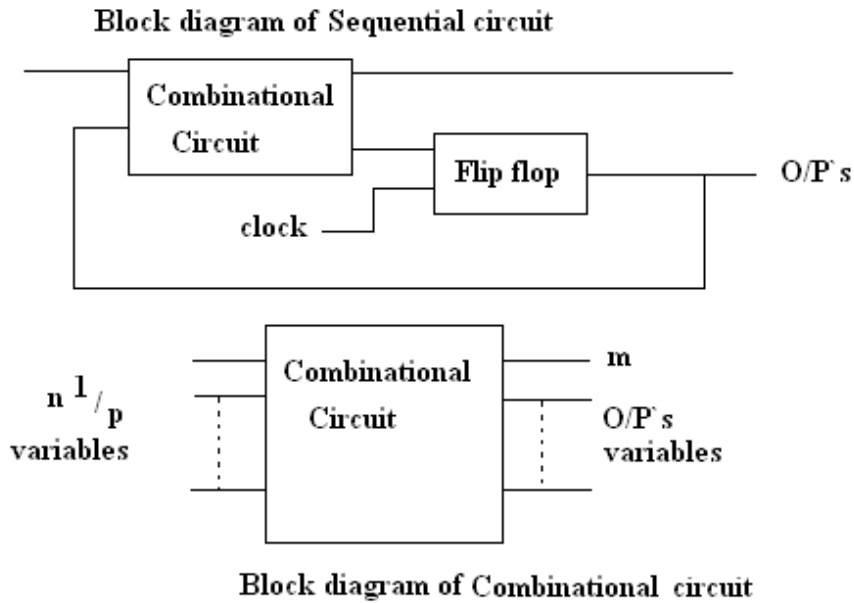 Block diagram of Sequential circuit
Combinational
Circuit
Flip flop
O/P`s
clock
n 1/p
variables
Combinational
Circuit
m
O/P`s
variables
Block diagram of Combinational circuit